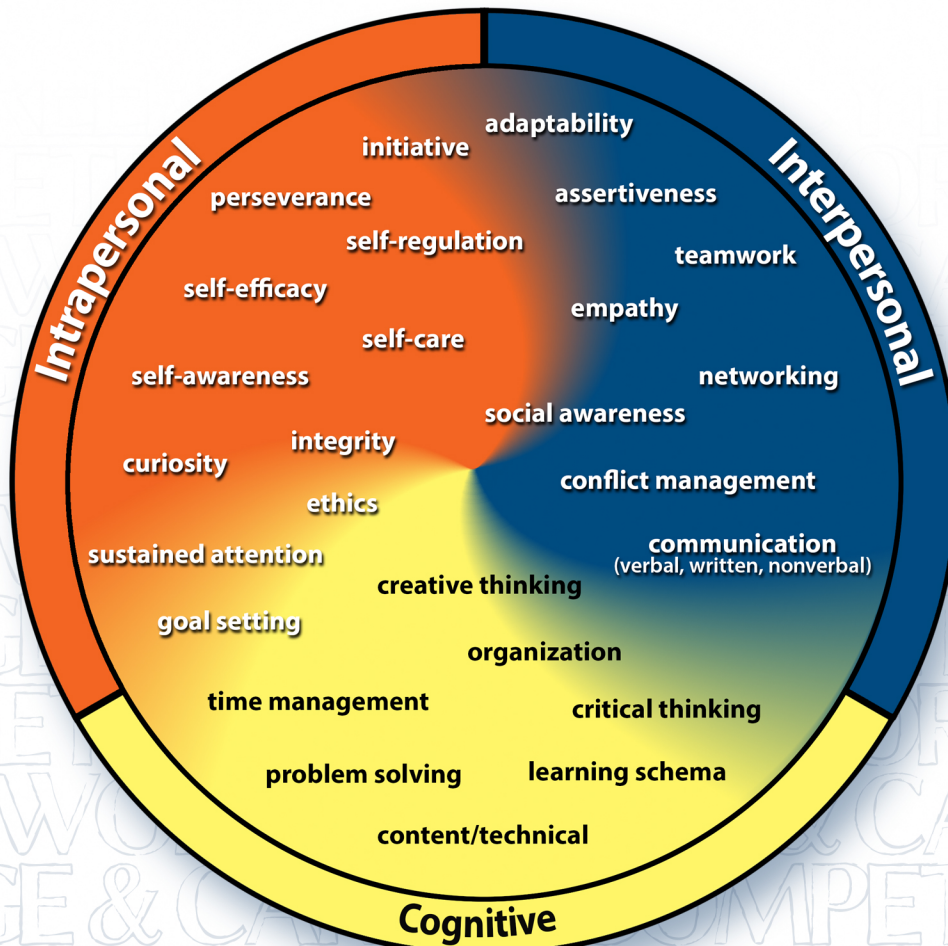 Intrapersonal
initiative
perseverance
self-regulation
self-efficacy
self-care
self-awareness
integrity
curiosity
ethics
sustained attention
goal setting
Interpersonal
adaptability
assertiveness
teamwork
empathy
networking
social awareness
conflict management
communication
(verbal, written, nonverbal)
creative thinking
organization
time management
critical thinking
problem solving
learning schema
content/technical
Cognitive